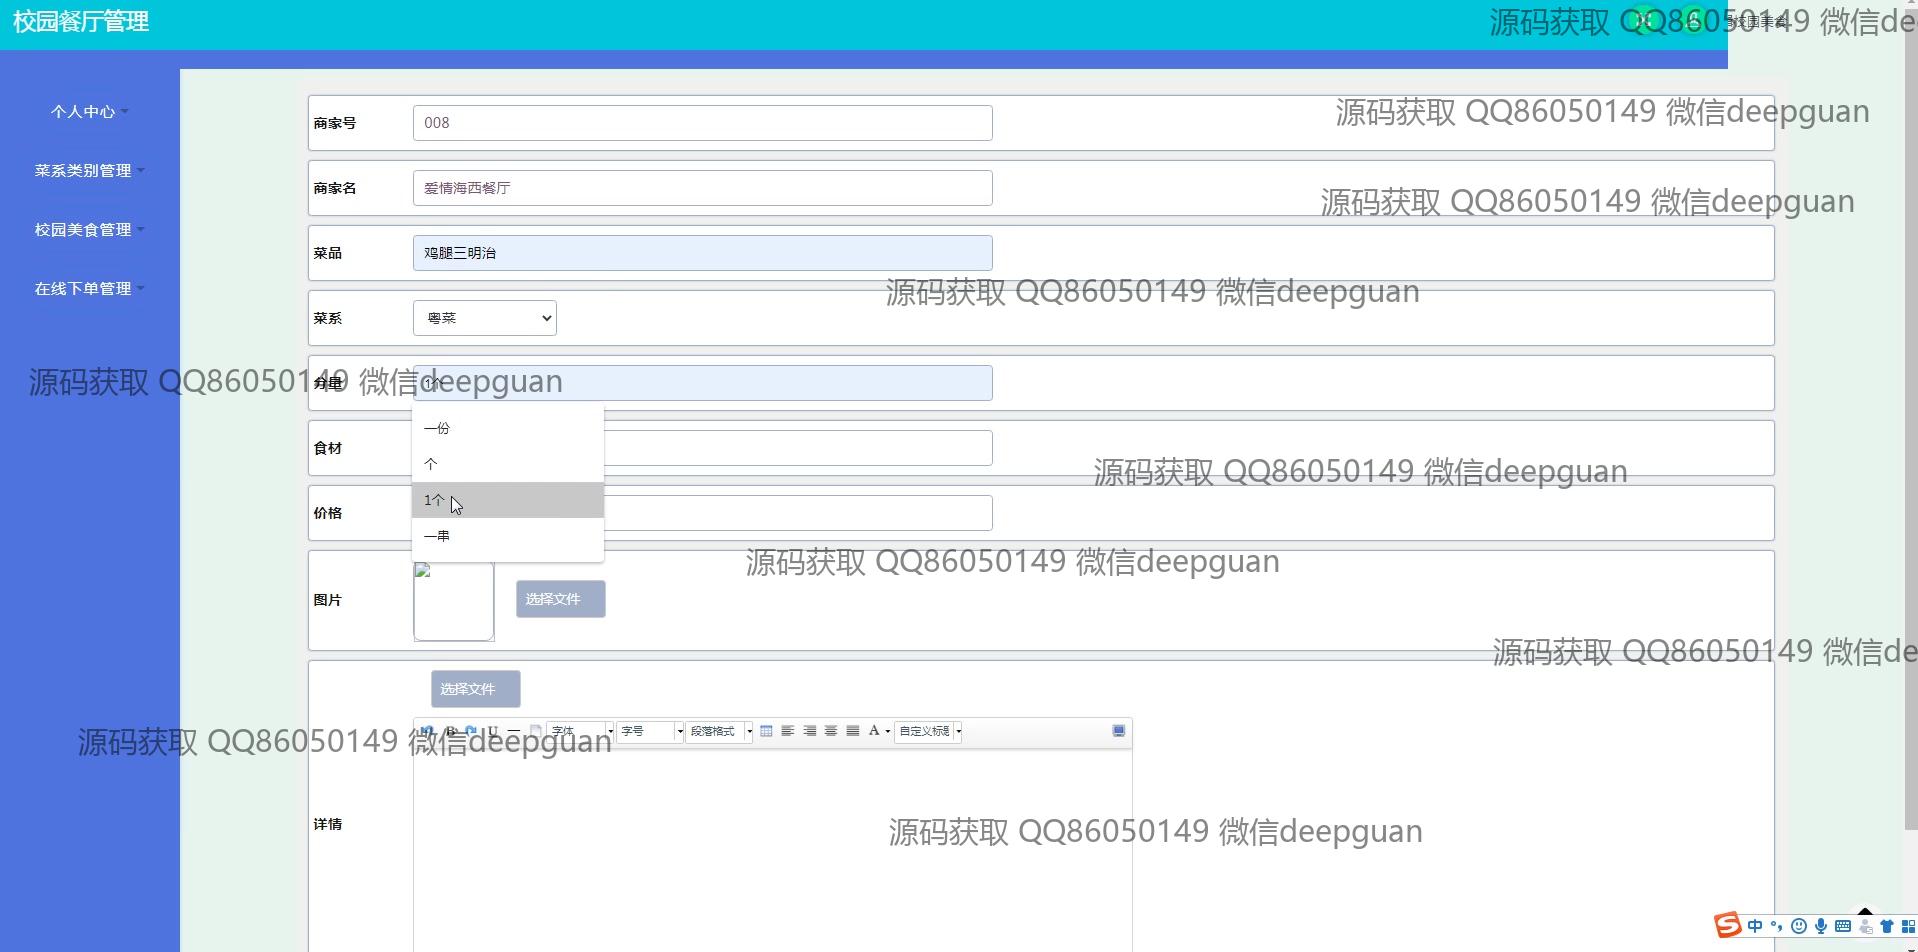 校园餐厅管理
源码获取 QQ86050149 微信de
校园美食
个人中心
菜系类别管理
校园美食管理
在线下单管理
商家号
008
源码获取 QQ86050149 微信deepguan
商家名
爱情海西餐厅
源码获取 QQ86050149 微信deepguan
菜品
鸡腿三明治
源码获取 QQ86050149 微信deepguan
菜系
粤菜
源码获取 QQ86050149 微信deepguan
分量
1个
一份
个
1个
一串
食材
源码获取 QQ86050149 微信deepguan
价格
源码获取 QQ86050149 微信deepguan
图片
选择文件
源码获取 QQ86050149 微信de
选择文件
B U 字体 字号 段落格式 A 自定义标题
源码获取 QQ86050149 微信deepguan
详情
源码获取 QQ86050149 微信deepguan
S 中